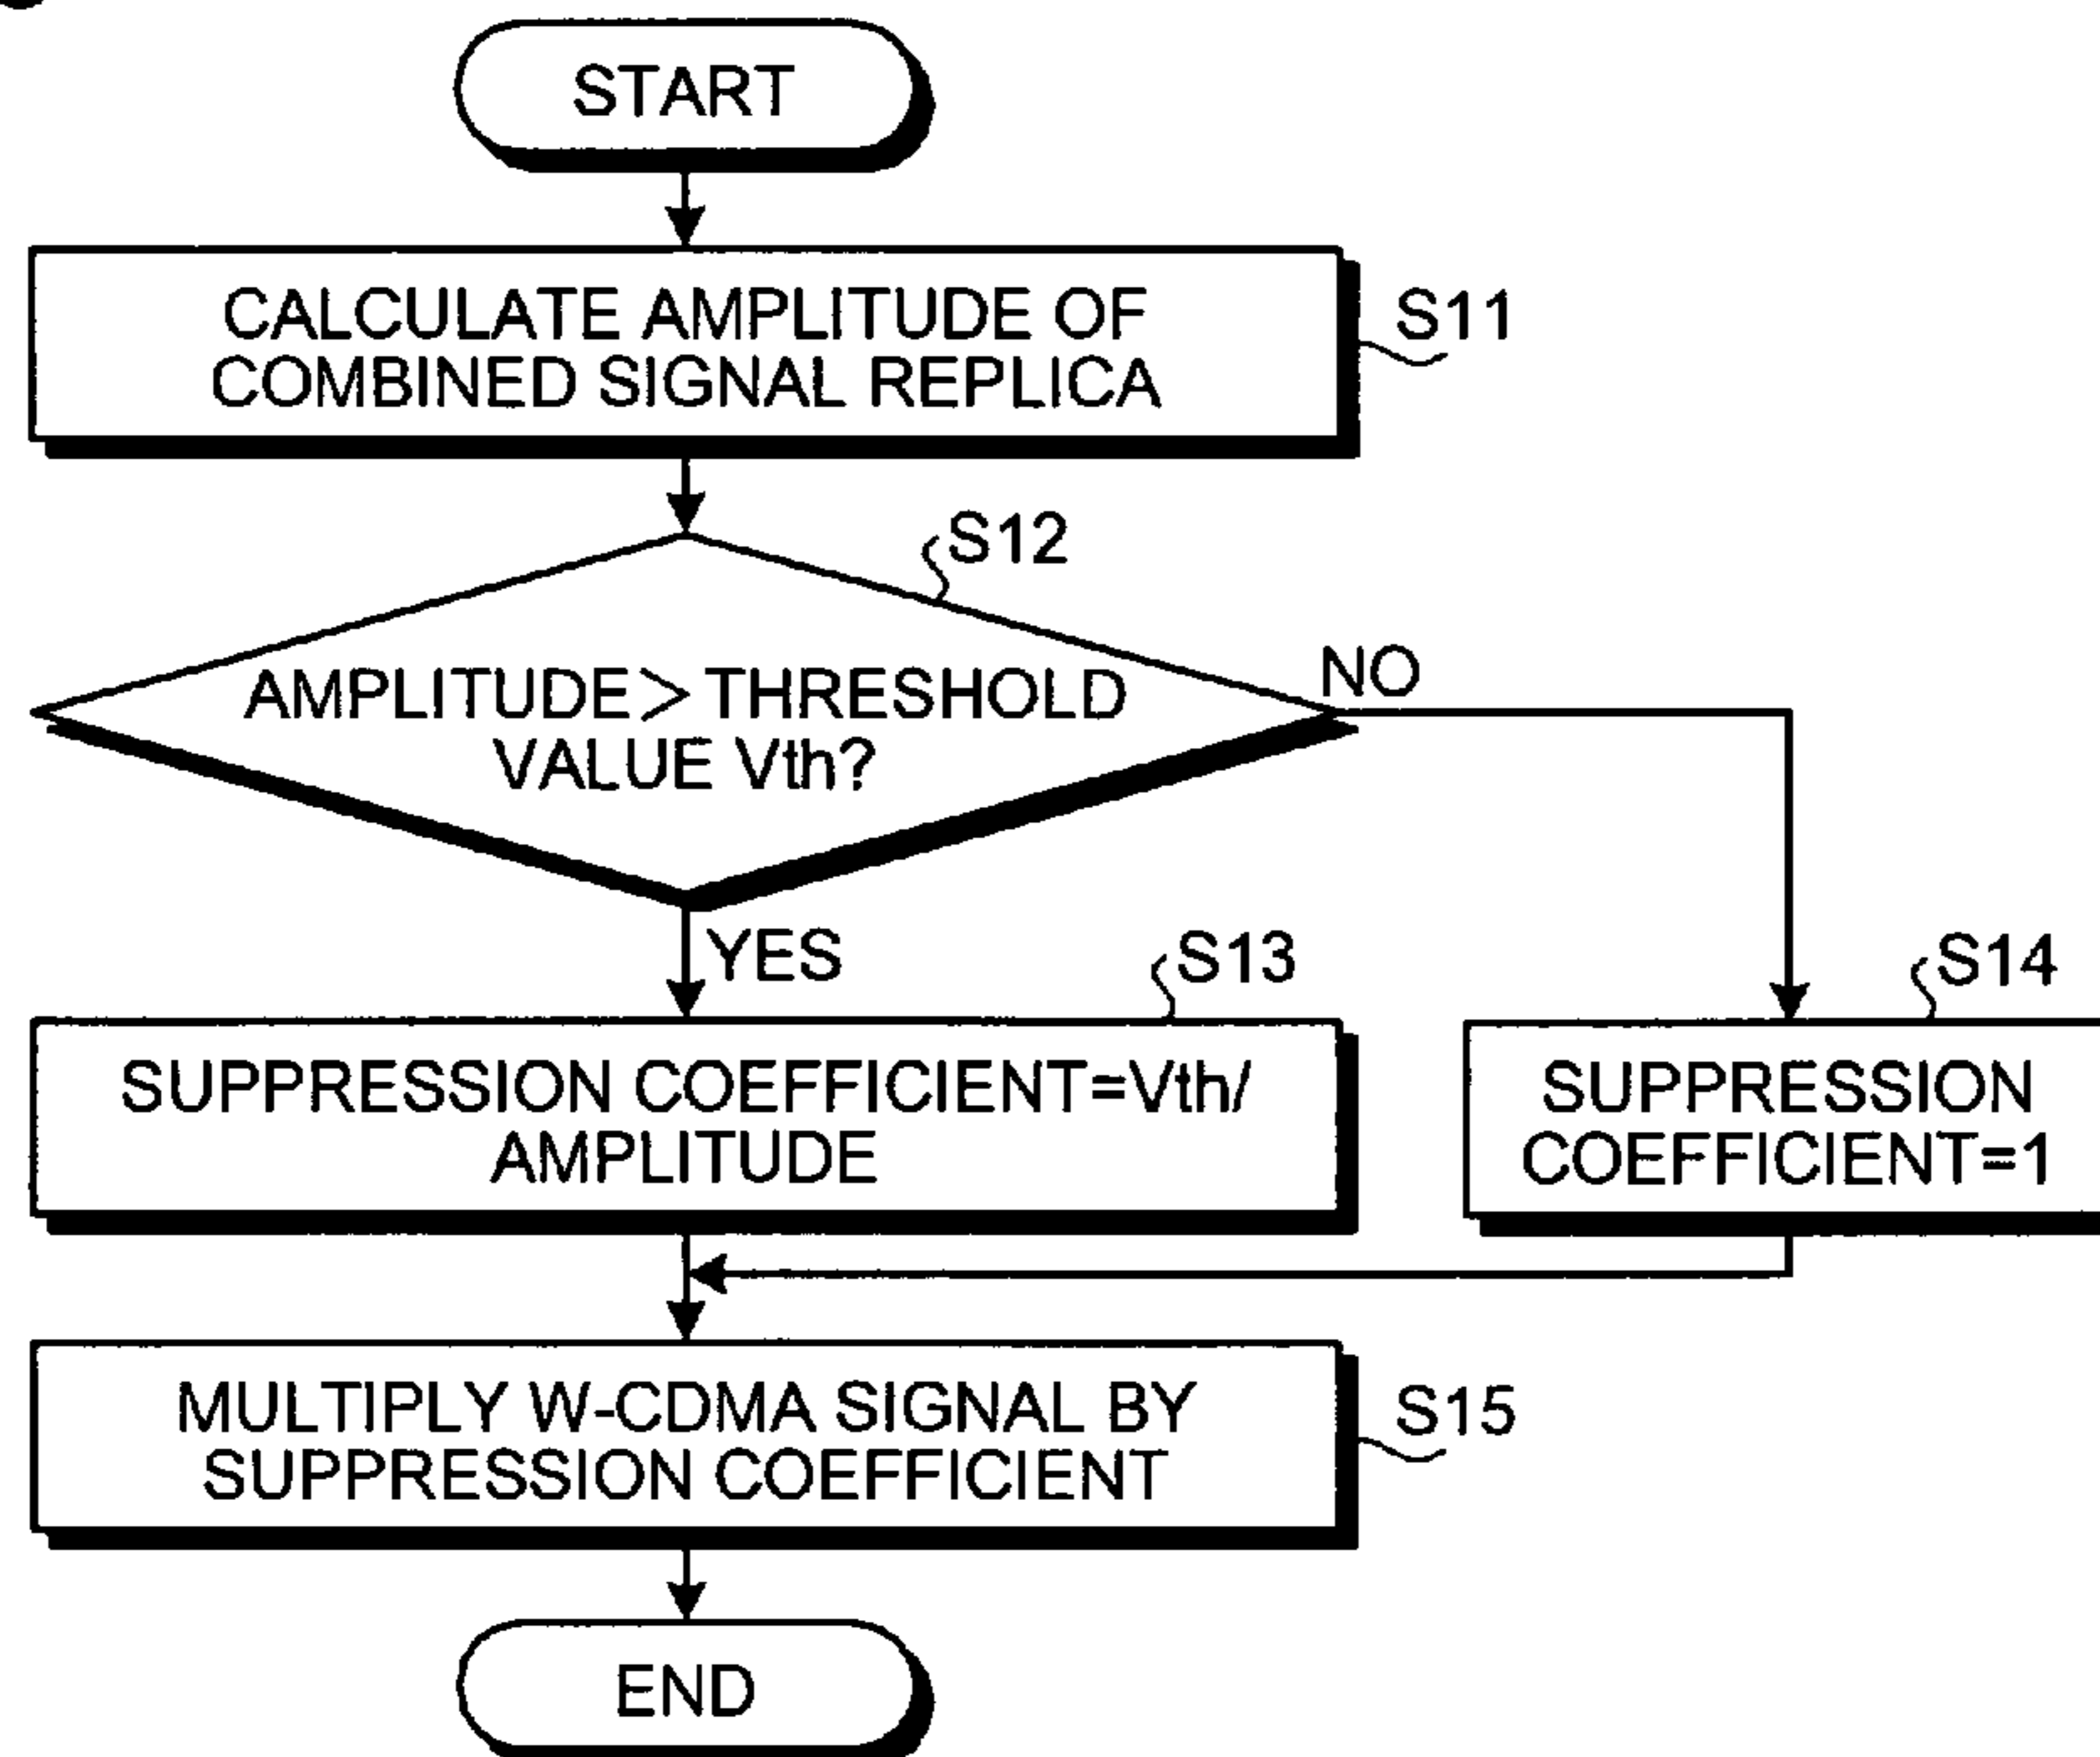 START
CALCULATE AMPLITUDE OF
COMBINED SIGNAL REPLICA
S11
S12
AMPLITUDE> THRESHOLD
VALUE Vth?
NO
YES
S13
SUPPRESSION COEFFICIENT=Vth/
AMPLITUDE
S14
SUPPRESSION
COEFFICIENT=1
MULTIPLY W-CDMA SIGNAL BY
SUPPRESSION COEFFICIENT
S15
END